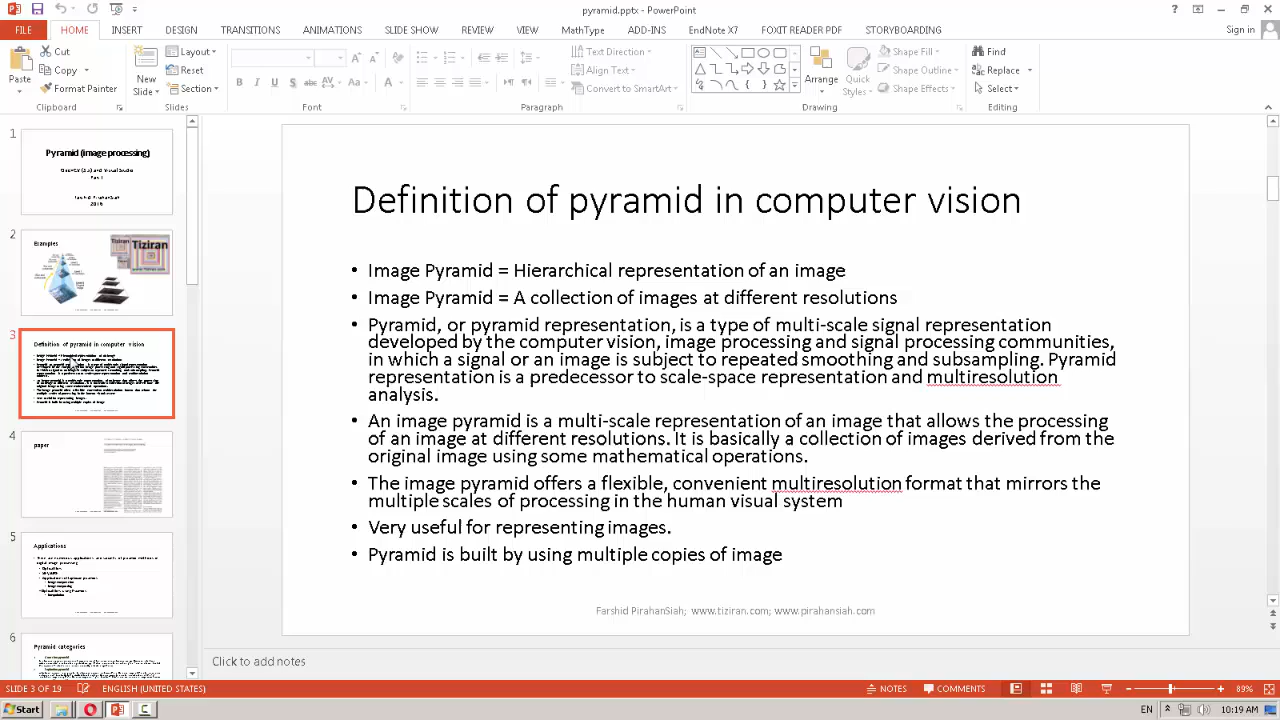 pyramid.pptx - PowerPoint
FILE HOME INSERT DESIGN TRANSITIONS ANIMATIONS SLIDE SHOW REVIEW VIEW MathType ADD-INS EndNote X7 FOXIT READER PDF STORYBOARDING Sign in
Paste
Cut
Copy
Format Painter
Clipboard
New
Slide
Layout
Reset
Section
Slides
Font
Text Direction
Align Text
Convert to SmartArt
Paragraph
Arrange
Quick
Styles
Shape Fill
Shape Outline
Shape Effects
Drawing
Find
Replace
Select
Editing
1
Pyramid (image processing)
2
Examples
Tiziran
Tiziran
3
Definition of pyramid in computer vision
4
paper
5
Applications
6
Pyramid categories
Definition of pyramid in computer vision
• Image Pyramid = Hierarchical representation of an image
• Image Pyramid = A collection of images at different resolutions
• Pyramid, or pyramid representation, is a type of multi-scale signal representation
developed by the computer vision, image processing and signal processing communities,
in which a signal or an image is subject to repeated smoothing and subsampling. Pyramid
representation is a predecessor to scale-space representation and multiresolution
analysis.
• An image pyramid is a multi-scale representation of an image that allows the processing
of an image at different resolutions. It is basically a collection of images derived from the
original image using some mathematical operations.
• The image pyramid offers a flexible, convenient multiresolution format that mirrors the
multiple scales of processing in the human visual system
• Very useful for representing images.
• Pyramid is built by using multiple copies of image
Farshid PirahanSiah; www.tiziran.com; www.pirahansiah.com
Click to add notes
SLIDE 3 OF 19 ENGLISH (UNITED STATES) NOTES COMMENTS 89%
Start EN 10:19 AM